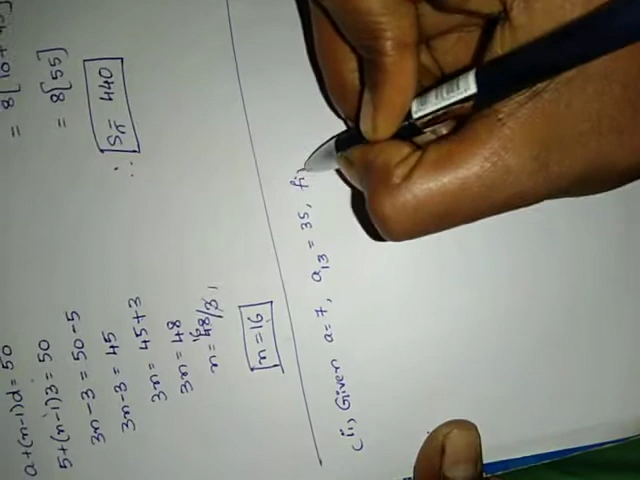 a+(n-1)d = 50
5+(n-1)3 = 50
3n-3 = 50-5
3n-3 = 45
3n = 45+3
3n = 48
n = 48/3
n=16
= 8[55]
∴ Sn = 440
(ii) Given a=7, a13 = 35, fi